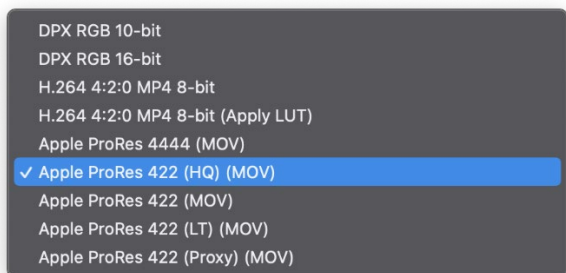 DPX RGB 10-bit
DPX RGB 16-bit
H.264 4:2:0 MP4 8-bit
H.264 4:2:0 MP4 8-bit (Apply LUT)
Apple ProRes 4444 (MOV)
✓ Apple ProRes 422 (HQ) (MOV)
Apple ProRes 422 (MOV)
Apple ProRes 422 (LT) (MOV)
Apple ProRes 422 (Proxy) (MOV)